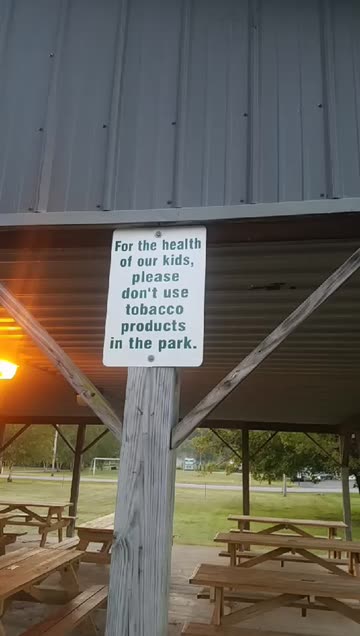 For the health
of our kids,
please
don't use
tobacco
products
in the park.